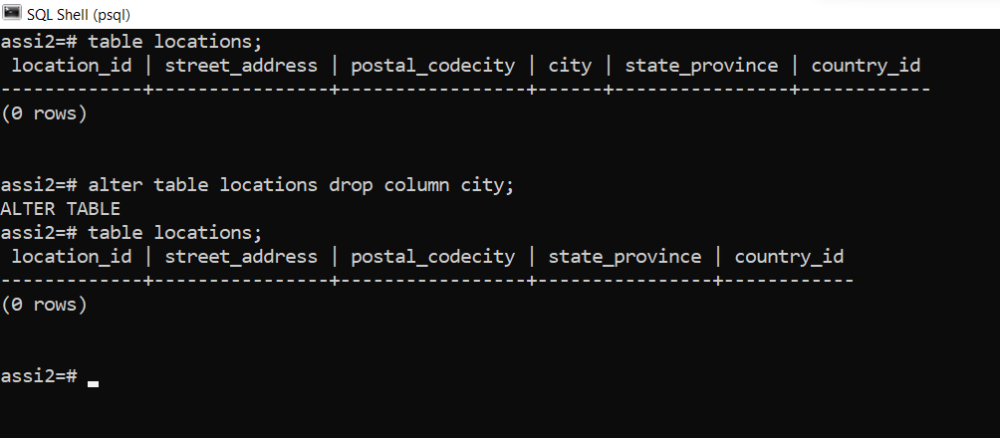 SQL Shell (psql)
assi2=# table locations;
 location_id | street_address | postal_codecity | city | state_province | country_id
-------------+----------------+-----------------+------+----------------+------------
(0 rows)
assi2=# alter table locations drop column city;
ALTER TABLE
assi2=# table locations;
 location_id | street_address | postal_codecity | state_province | country_id
-------------+----------------+-----------------+----------------+------------
(0 rows)
assi2=#